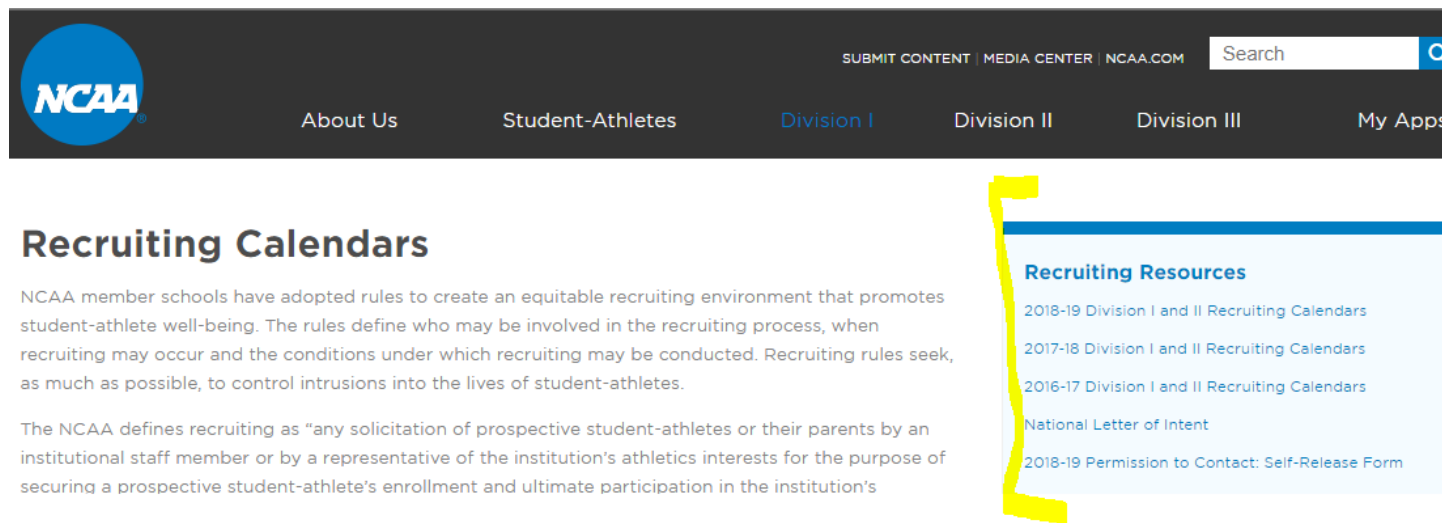 NCAA
SUBMIT CONTENT | MEDIA CENTER | NCAA.COM
Search
About Us
Student-Athletes
Division I
Division II
Division III
My Apps
Recruiting Calendars
NCAA member schools have adopted rules to create an equitable recruiting environment that promotes
student-athlete well-being. The rules define who may be involved in the recruiting process, when
recruiting may occur and the conditions under which recruiting may be conducted. Recruiting rules seek,
as much as possible, to control intrusions into the lives of student-athletes.
The NCAA defines recruiting as “any solicitation of prospective student-athletes or their parents by an
institutional staff member or by a representative of the institution’s athletics interests for the purpose of
securing a prospective student-athlete’s enrollment and ultimate participation in the institution’s
Recruiting Resources
2018-19 Division I and II Recruiting Calendars
2017-18 Division I and II Recruiting Calendars
2016-17 Division I and II Recruiting Calendars
National Letter of Intent
2018-19 Permission to Contact: Self-Release Form